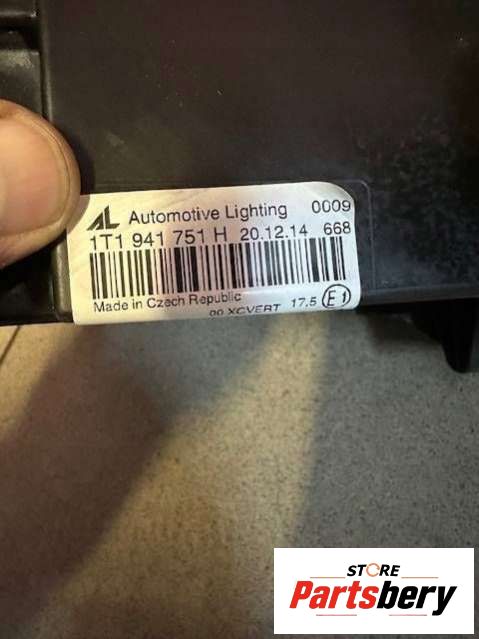 AL Automotive Lighting 0009
1T1 941 751 H 20.12.14 668
Made in Czech Republic
00 XCVERT 17.5 E1
STORE
Partsbery